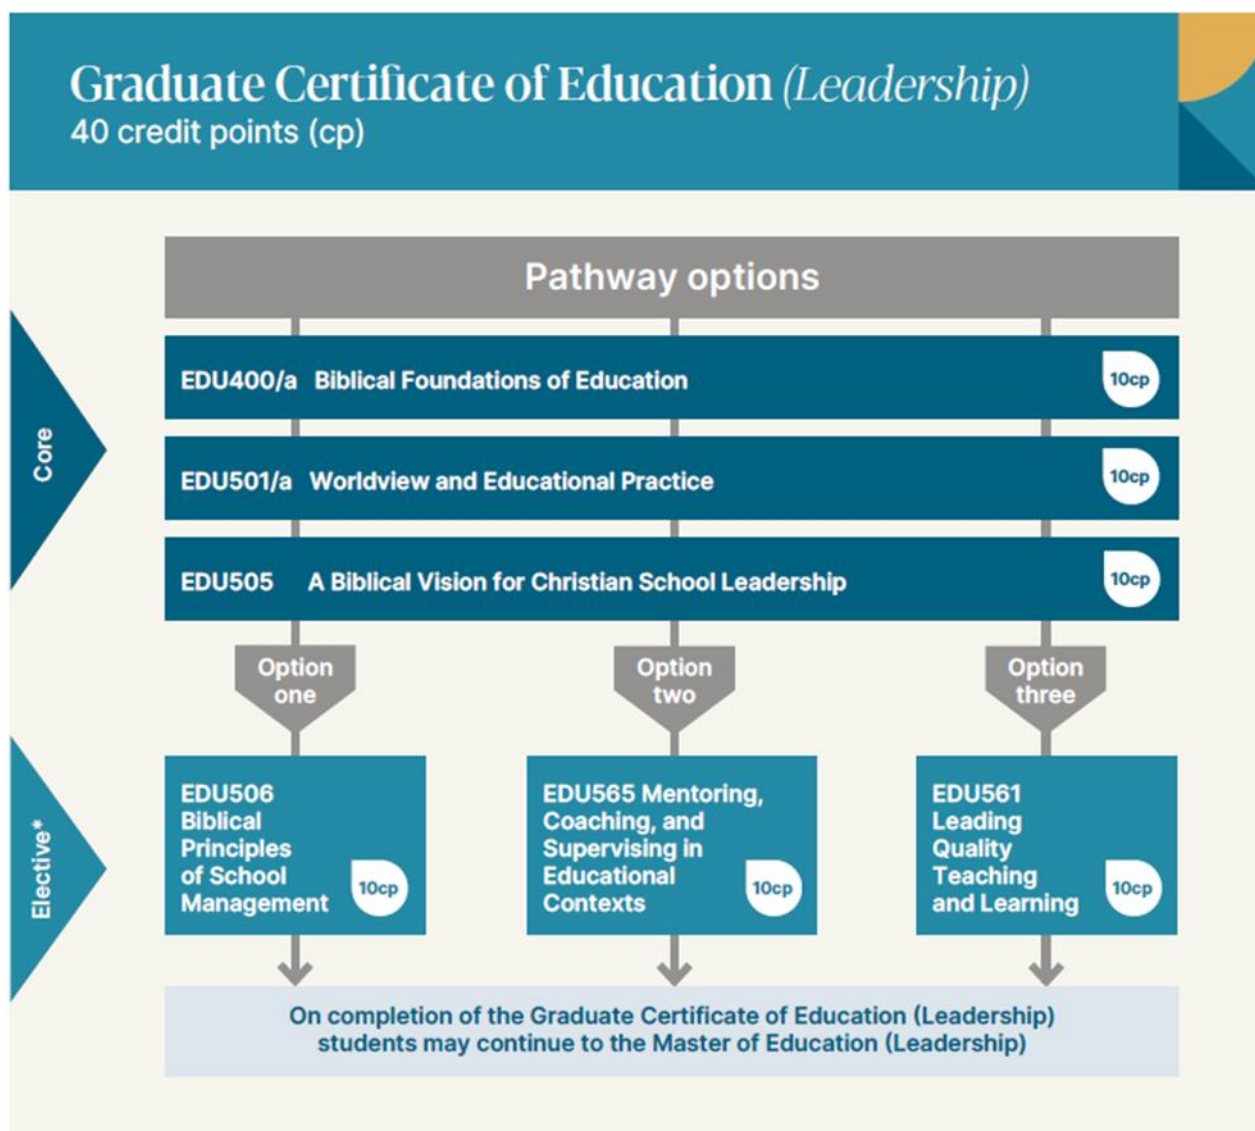 Graduate Certificate of Education (Leadership)
40 credit points (cp)
Pathway options
Core
EDU400/a Biblical Foundations of Education
10cp
EDU501/a Worldview and Educational Practice
10cp
EDU505 A Biblical Vision for Christian School Leadership
10cp
Option
one
Option
two
Option
three
Elective*
EDU506
Biblical
Principles
of School
Management
10cp
EDU565 Mentoring,
Coaching, and
Supervising in
Educational
Contexts
10cp
EDU561
Leading
Quality
Teaching
and Learning
10cp
On completion of the Graduate Certificate of Education (Leadership)
students may continue to the Master of Education (Leadership)